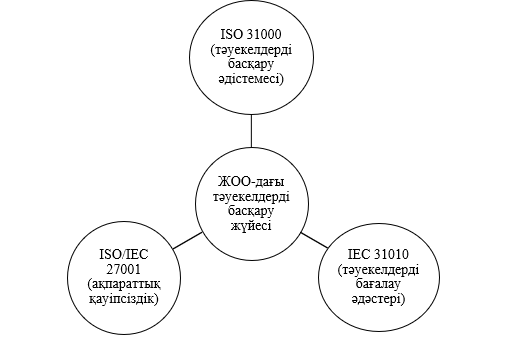 ISO 31000
(тәуекелдерді
басқару
әдістемесі)
ЖОО-дағы
тәуекелдерді
басқару
жүйесі
ISO/IEC
27001
(ақпараттық
қауіпсіздік)
IEC 31010
(тәуекелдерді
бағалау
әдәстері)